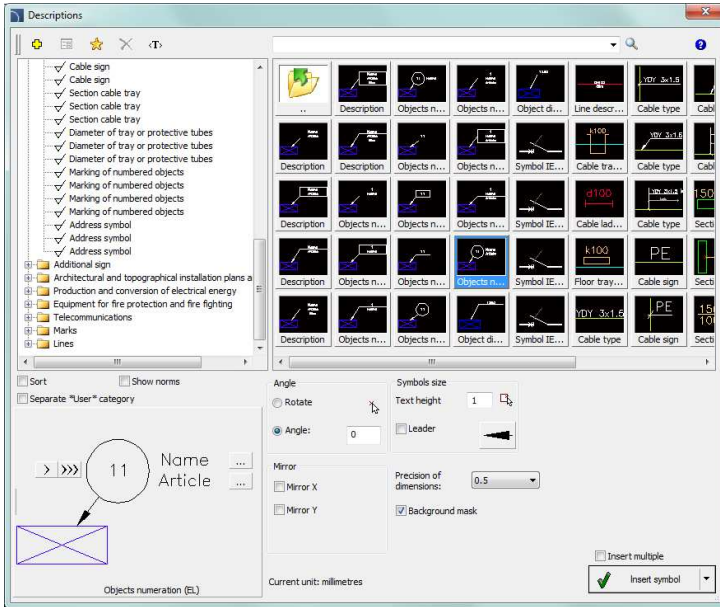 Descriptions
<T>
Cable sign
Cable sign
Section cable tray
Section cable tray
Section cable tray
Diameter of tray or protective tubes
Diameter of tray or protective tubes
Diameter of tray or protective tubes
Marking of numbered objects
Marking of numbered objects
Marking of numbered objects
Marking of numbered objects
Address symbol
Address symbol
Address symbol
Additional sign
Architectural and topographical installation plans a
Production and conversion of electrical energy
Equipment for fire protection and fire fighting
Telecommunications
Marks
Lines
.. Description Objects n... Objects n... Object di... Line descr... Cable type Cabl
k100 YDY 3x1.5
Description Objects n... Objects n... Objects n... Symbol IE... Cable tra... Cable type Cabl
d100
Description Objects n... Objects n... Objects n... Symbol IE... Cable lad... Cable type Secti
k100 PE
Description Objects n... Objects n... Objects n... Symbol IE... Floor tray... Cable sign Secti
YDY 3x1.5 PE
Description Objects n... Objects n... Object di... Symbol IE... Cable type Cable sign Secti
Sort Show norms
Separate "User" category
11 Name
Article
... 
...
Objects numeration (EL)
Angle
Rotate
Angle: 0
Mirror
Mirror X
Mirror Y
Symbols size
Text height 1
Leader
Precision of
dimensions: 0.5
Background mask
Current unit: millimetres
Insert multiple
Insert symbol